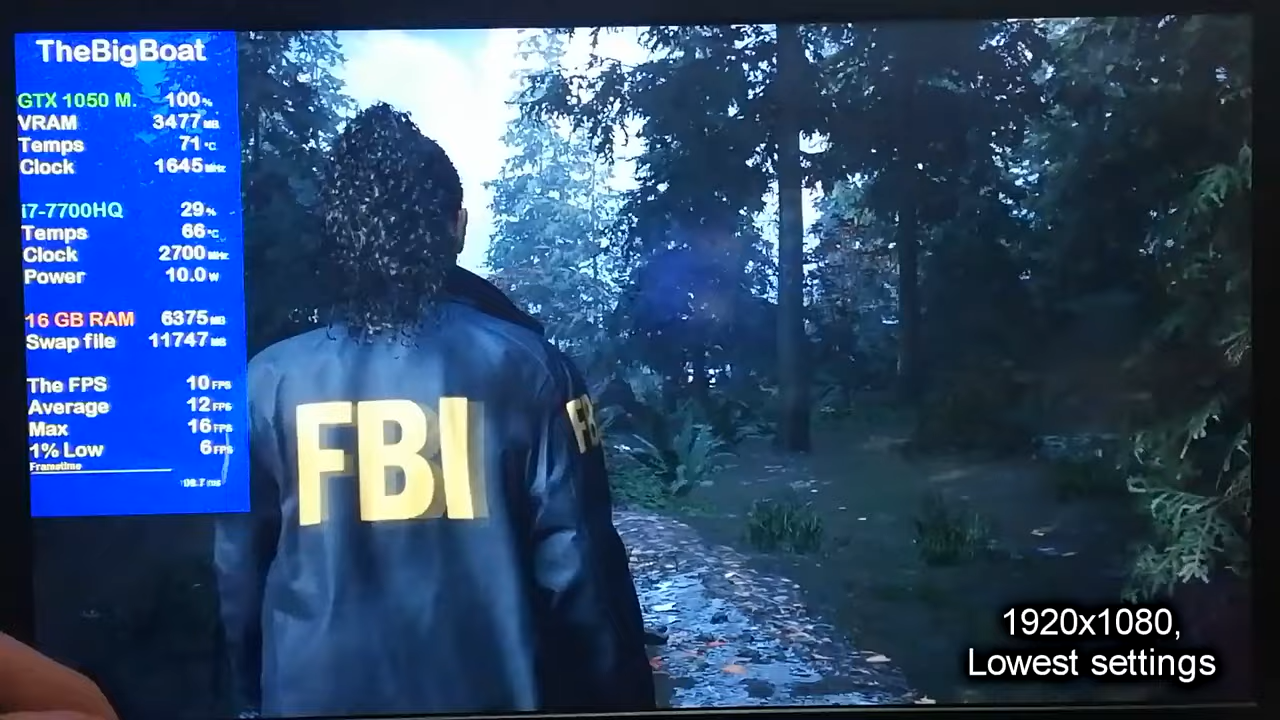 TheBigBoat
GTX 1050 M. 100%
VRAM 3477 MB
Temps 71 °C
Clock 1645 MHz
i7-7700HQ 29%
Temps 66 °C
Clock 2700 MHz
Power 10.0 W
16 GB RAM 6375 MB
Swap file 11747 MB
The FPS 10 FPS
Average 12 FPS
Max 16 FPS
1% Low 6 FPS
Frametime
ms
FBI
FB
1920x1080,
Lowest settings